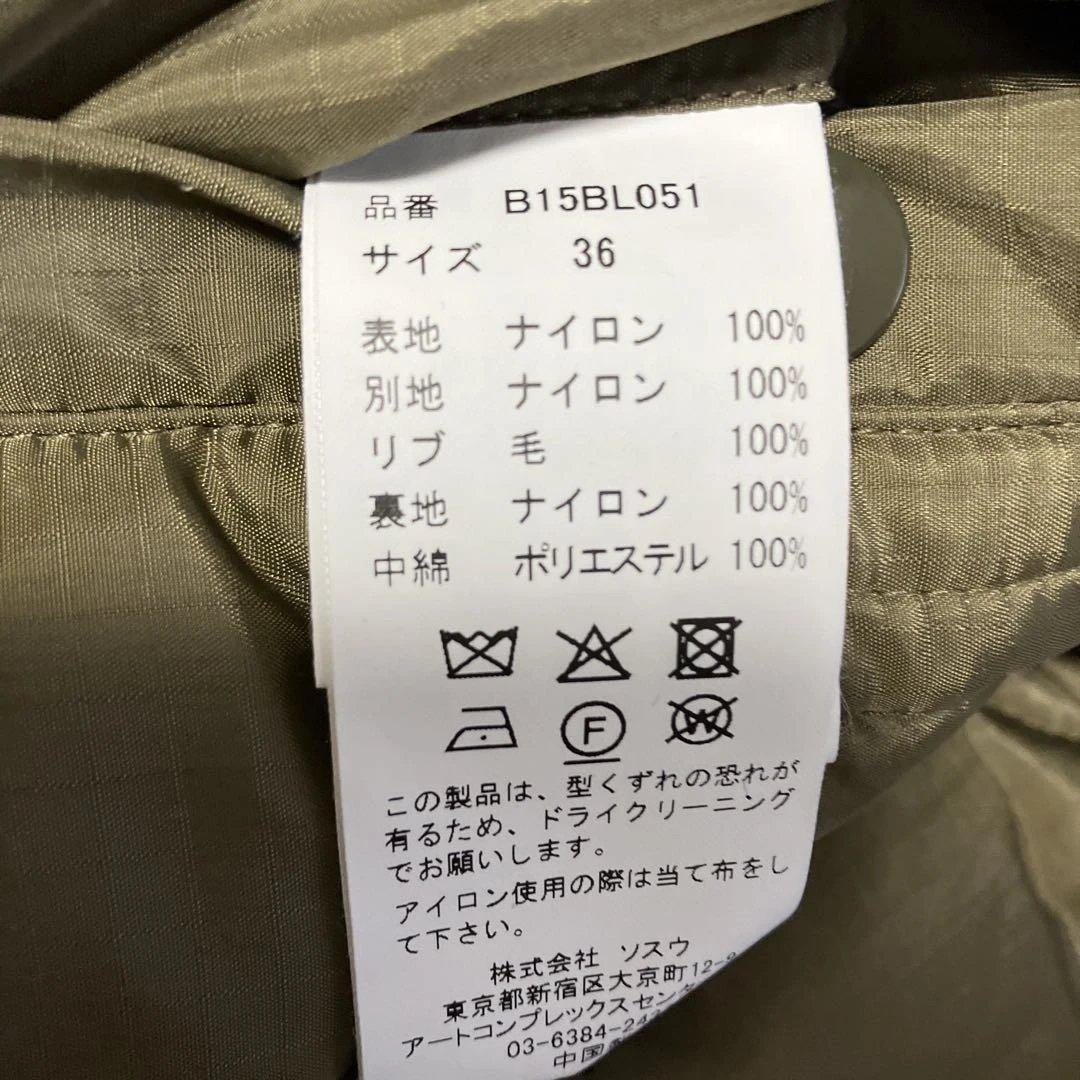 品番 B15BL051
サイズ 36
表地 ナイロン 100%
別地 ナイロン 100%
リブ 毛 100%
裏地 ナイロン 100%
中綿 ポリエステル 100%
F
W
この製品は、型くずれの恐れが
有るため、ドライクリーニング
でお願いします。
アイロン使用の際は当て布をし
て下さい。
株式会社 ソスウ
東京都新宿区大京町12-
アートコンプレックスセンタ
03-6384-24
中国